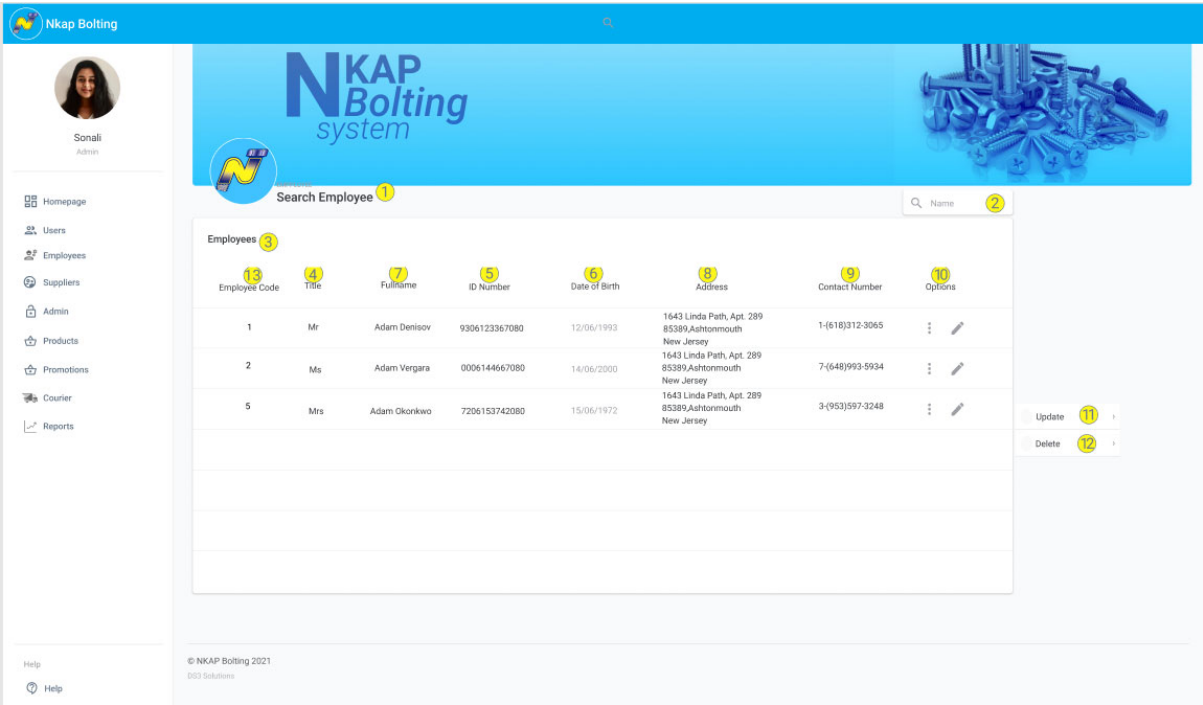 Nkap Bolting
NKAP
Bolting
system
Sonali
Admin
Homepage
Users
Employees
Suppliers
Admin
Products
Promotions
Courier
Reports
Help
Help
Search Employee 1
Name 2
Employees 3
13 4 7 5 6 8 9 10
Employee Code Title Fullname ID Number Date of Birth Address Contact Number Options
1 Mr Adam Denisov 9306123367080 12/06/1993 1643 Linda Path, Apt. 289 1-(618)312-3065
85389,Ashtonmouth
New Jersey
2 Ms Adam Vergara 0006144667080 14/06/2000 1643 Linda Path, Apt. 289 7-(648)993-5934
85389,Ashtonmouth
New Jersey
5 Mrs Adam Okonkwo 7206153742080 15/06/1972 1643 Linda Path, Apt. 289 3-(953)597-3248
85389,Ashtonmouth
New Jersey
Update 11
Delete 12
© NKAP Bolting 2021
DS3 Solutions